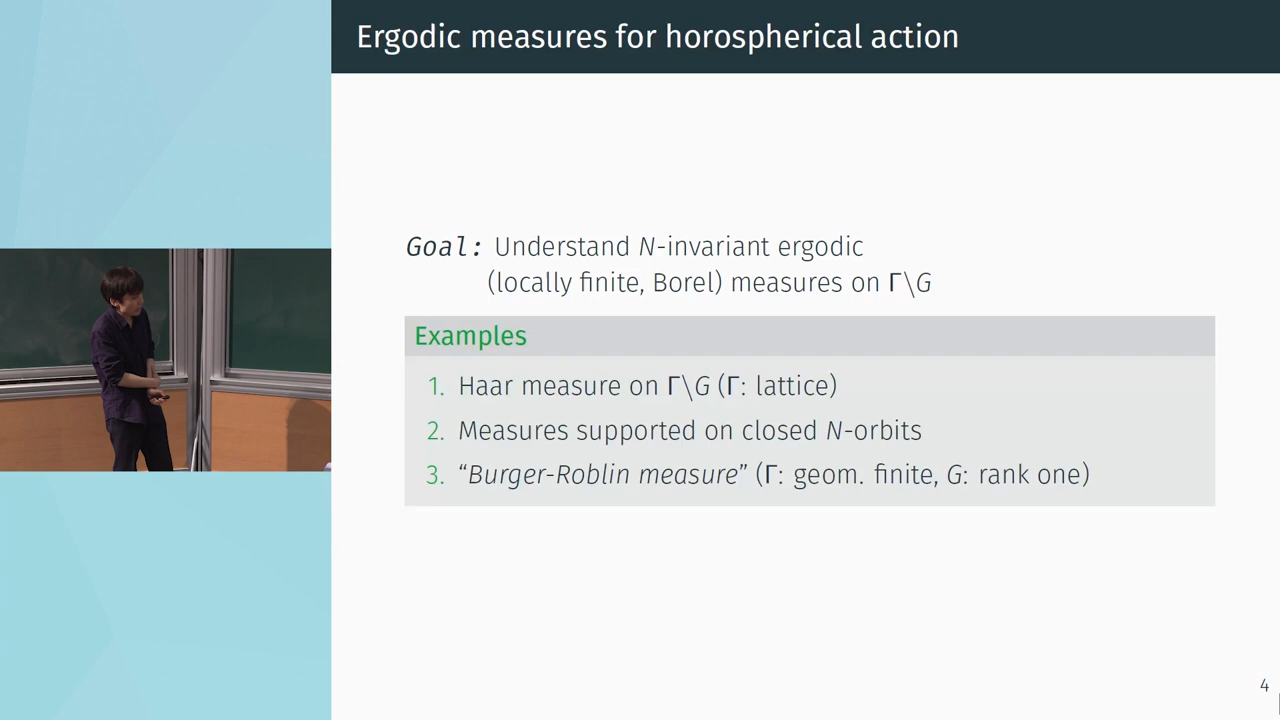 Ergodic measures for horospherical action
Goal: Understand N-invariant ergodic
(locally finite, Borel) measures on Γ\G
Examples
1. Haar measure on Γ\G (Γ: lattice)
2. Measures supported on closed N-orbits
3. “Burger-Roblin measure” (Γ: geom. finite, G: rank one)
4